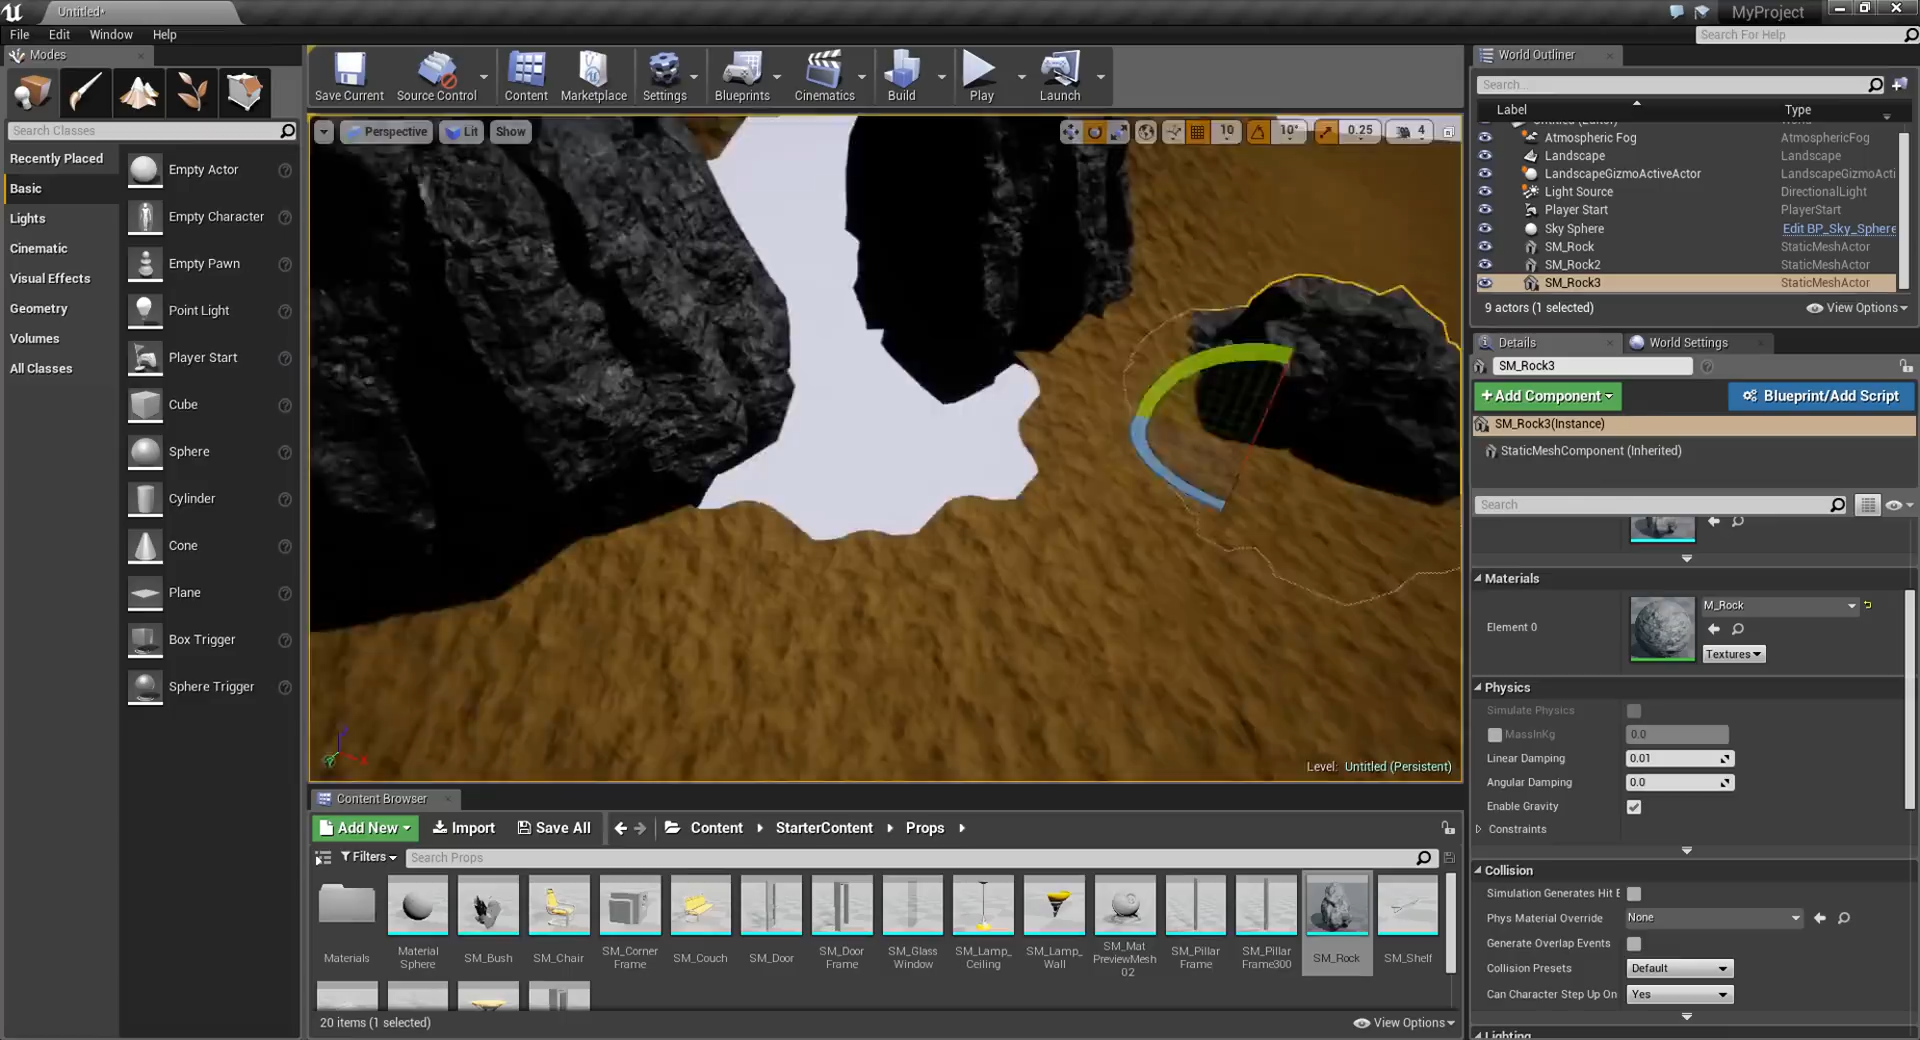 Untitled*
MyProject
File Edit Window Help
Search For Help
Modes
Search Classes
Recently Placed
Basic
Lights
Cinematic
Visual Effects
Geometry
Volumes
All Classes
Empty Actor
Empty Character
Empty Pawn
Point Light
Player Start
Cube
Sphere
Cylinder
Cone
Plane
Box Trigger
Sphere Trigger
Save Current
Source Control
Content
Marketplace
Settings
Blueprints
Cinematics
Build
Play
Launch
Perspective Lit Show
10 10° 0.25 4
Level: Untitled (Persistent)
World Outliner
Search...
Label Type
Atmospheric Fog AtmosphericFog
Landscape Landscape
LandscapeGizmoActiveActor LandscapeGizmoActi
Light Source DirectionalLight
Player Start PlayerStart
Sky Sphere Edit BP_Sky_Sphere
SM_Rock StaticMeshActor
SM_Rock2 StaticMeshActor
SM_Rock3 StaticMeshActor
9 actors (1 selected) View Options
Details World Settings
SM_Rock3
+Add Component Blueprint/Add Script
SM_Rock3(Instance)
StaticMeshComponent (Inherited)
Search
Materials
Element 0
M_Rock
Textures
Physics
Simulate Physics
MassInKg 0.0
Linear Damping 0.01
Angular Damping 0.0
Enable Gravity
Constraints
Collision
Simulation Generates Hit E
Phys Material Override None
Generate Overlap Events
Collision Presets Default
Can Character Step Up On Yes
Lighting
Content Browser
Add New Import Save All Content StarterContent Props
Filters Search Props
Materials
Material
Sphere
SM_Bush
SM_Chair
SM_Corner
Frame
SM_Couch
SM_Door
SM_Door
Frame
SM_Glass
Window
SM_Lamp_
Ceiling
SM_Lamp_
Wall
SM_Mat
PreviewMesh
02
SM_Pillar
Frame
SM_Pillar
Frame300
SM_Rock
SM_Shelf
20 items (1 selected) View Options